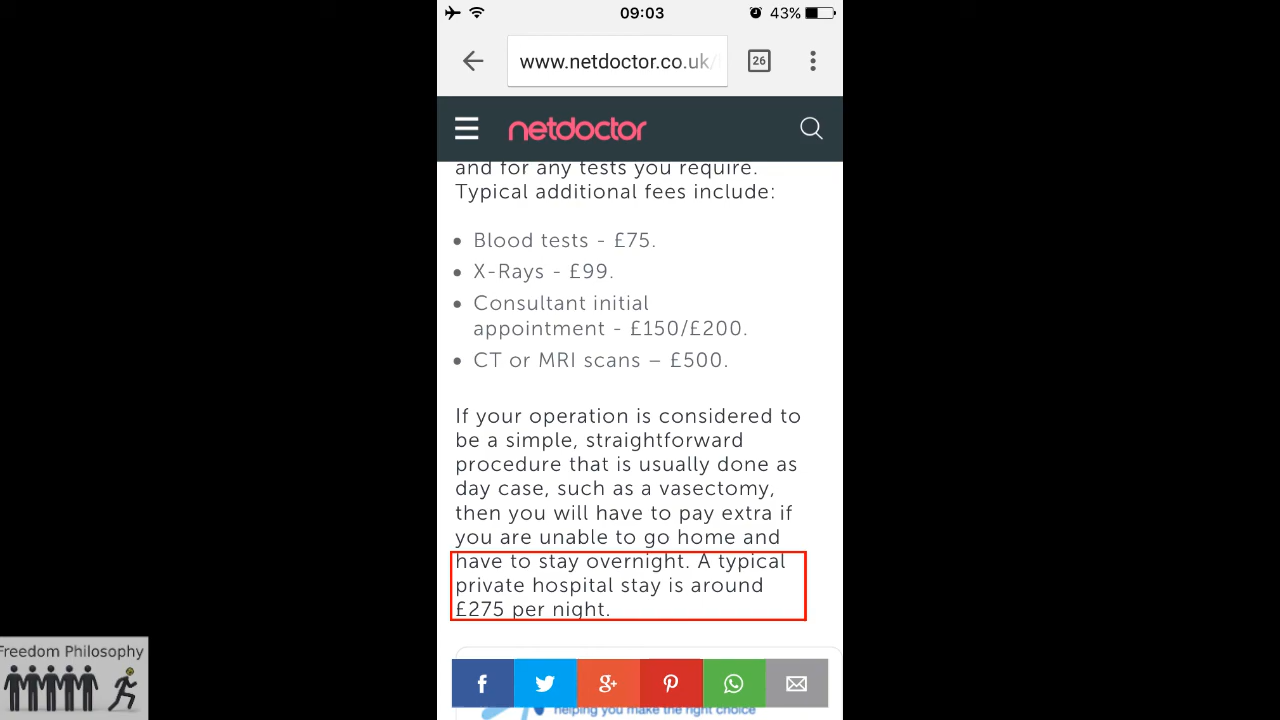 09:03
43%
www.netdoctor.co.uk/
26
netdoctor
and for any tests you require.
Typical additional fees include:
• Blood tests - £75.
• X-Rays - £99.
• Consultant initial
appointment - £150/£200.
• CT or MRI scans – £500.
If your operation is considered to
be a simple, straightforward
procedure that is usually done as
day case, such as a vasectomy,
then you will have to pay extra if
you are unable to go home and
have to stay overnight. A typical
private hospital stay is around
£275 per night.
helping you make the right choice
Freedom Philosophy